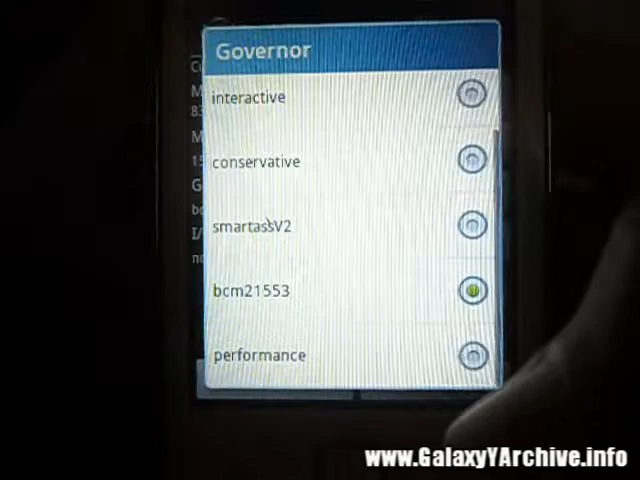 Governor
interactive
conservative
smartassV2
bcm21553
performance
www.GalaxyYArchive.info